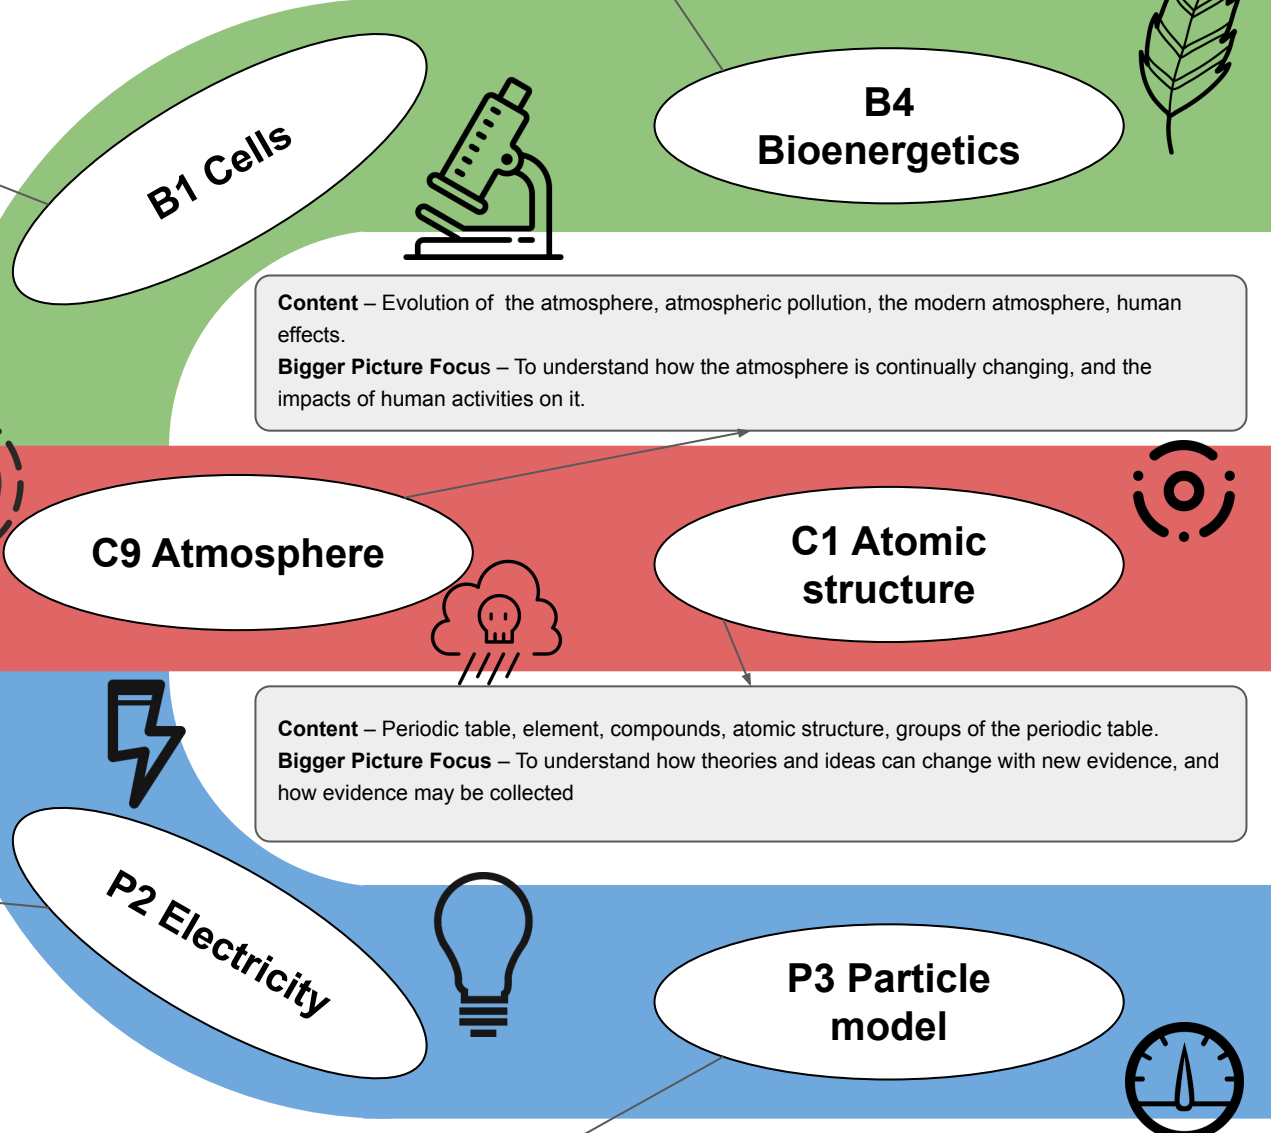 B4
Bioenergetics
B1 Cells
Content – Evolution of  the atmosphere, atmospheric pollution, the modern atmosphere, human
effects.
Bigger Picture Focus – To understand how the atmosphere is continually changing, and the
impacts of human activities on it.
C9 Atmosphere
C1 Atomic
structure
Content – Periodic table, element, compounds, atomic structure, groups of the periodic table.
Bigger Picture Focus – To understand how theories and ideas can change with new evidence, and
how evidence may be collected
P2 Electricity
P3 Particle
model